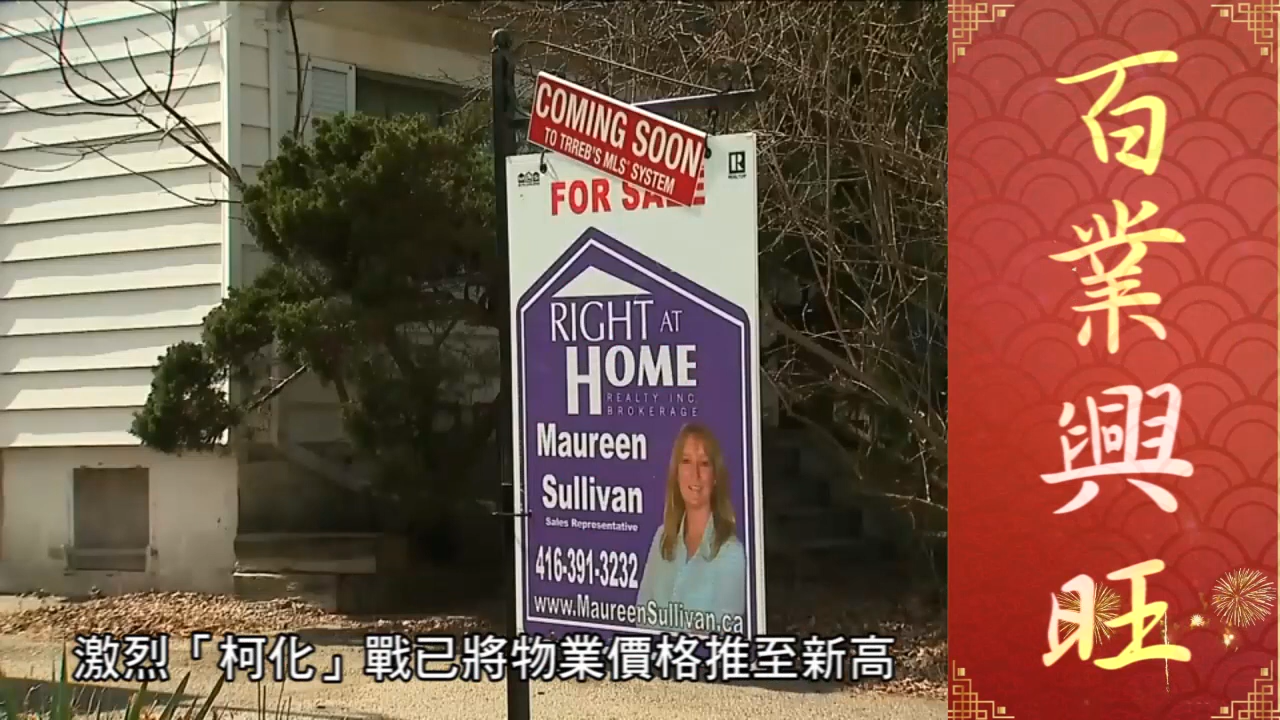 COMING SOON
TO TRREB'S MLS® SYSTEM
FOR SALE
RIGHT AT
HOME
REALTY INC.
BROKERAGE
Maureen
Sullivan
Sales Representative
416-391-3232
www.MaureenSullivan.ca
激烈「柯化」戰已將物業價格推至新高
百業興旺